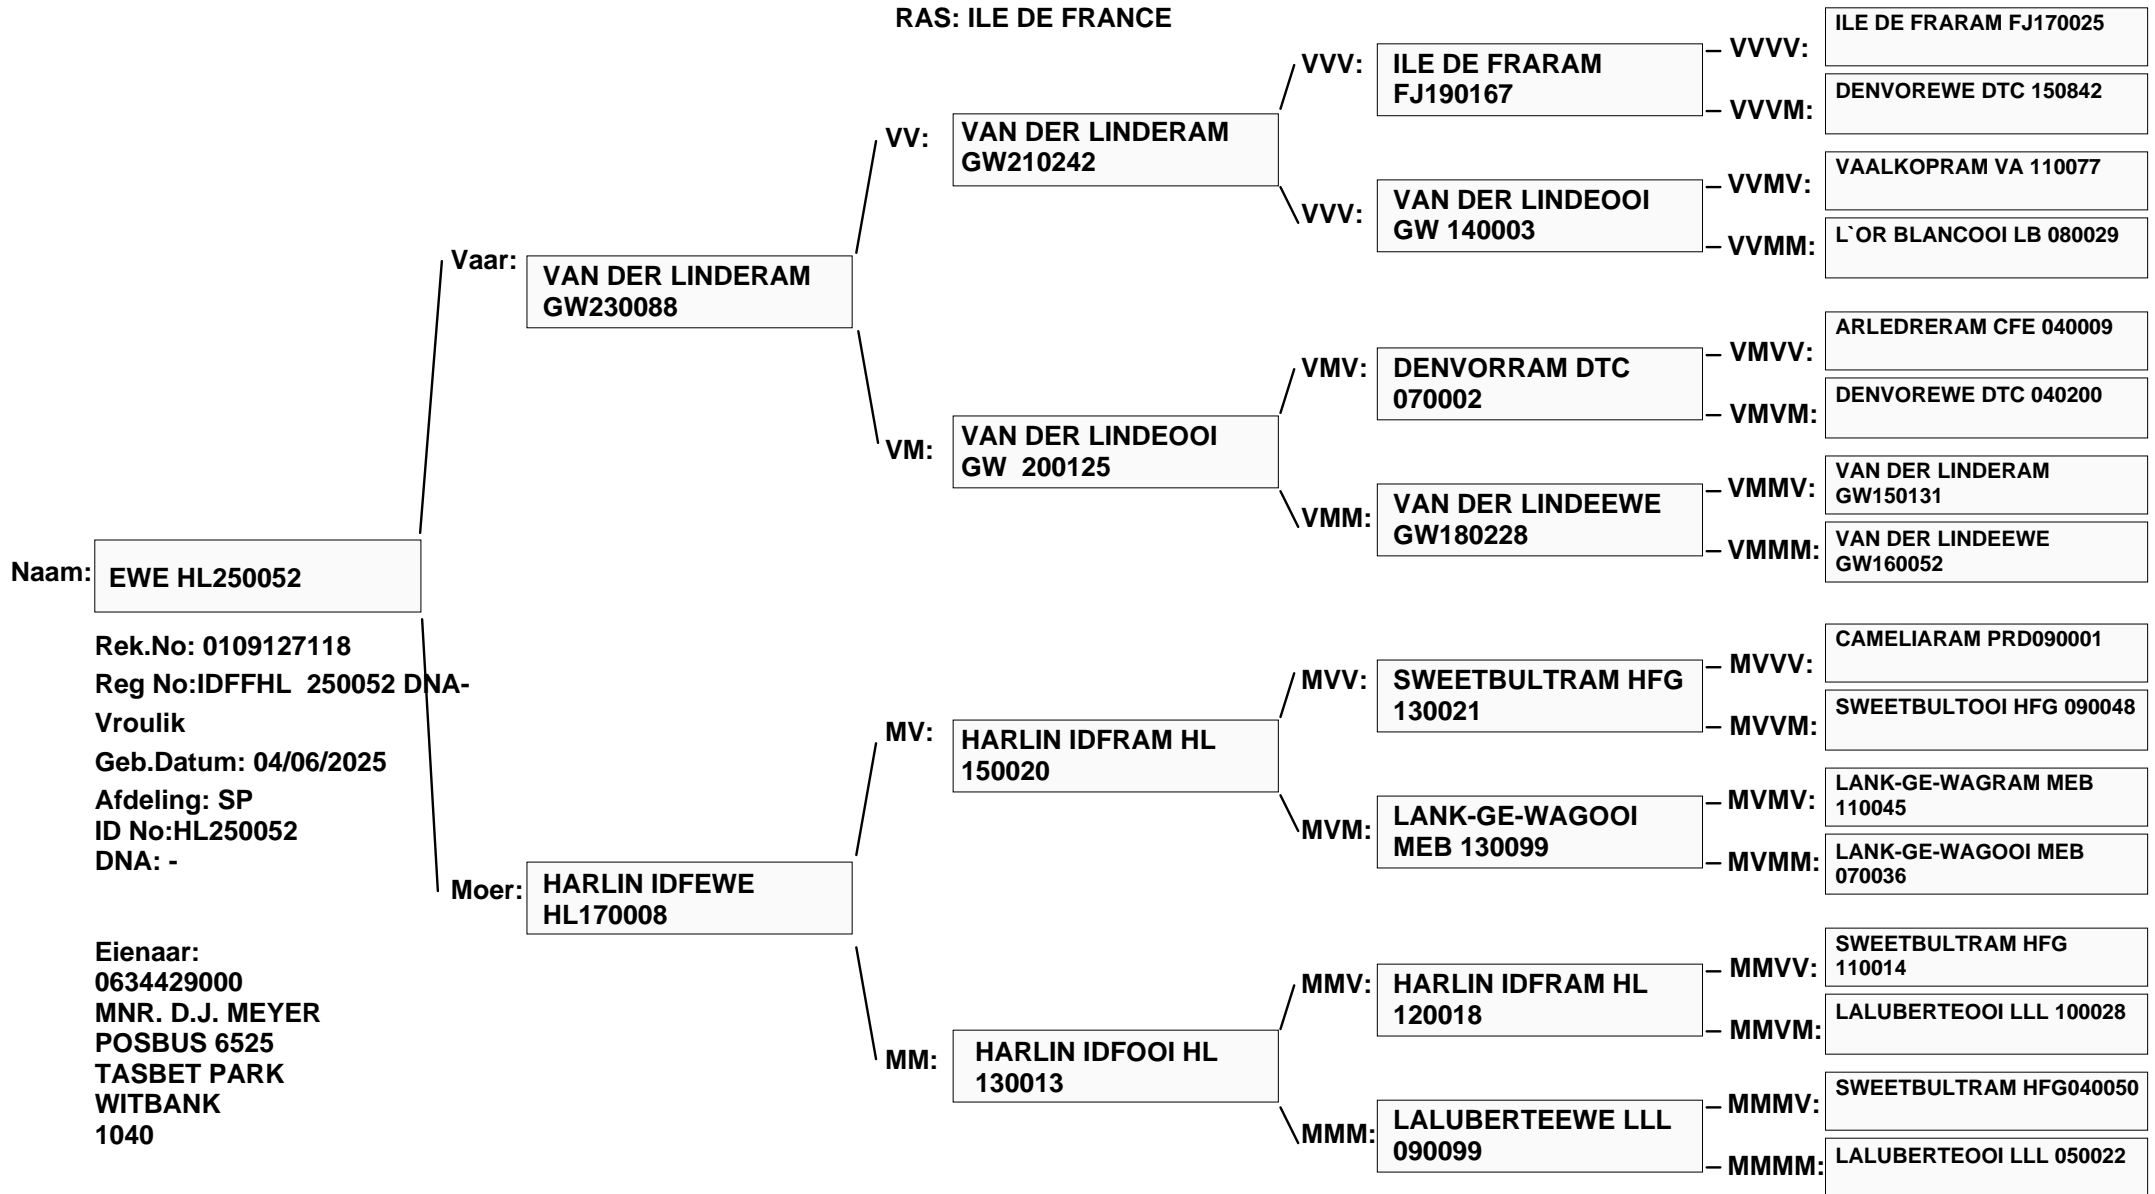 RAS: ILE DE FRANCE
Naam:
EWE HL250052
Rek.No: 0109127118
Reg No:IDFFHL  250052 DNA-
Vroulik
Geb.Datum: 04/06/2025
Afdeling: SP
ID No:HL250052
DNA: -
Eienaar:
0634429000
MNR. D.J. MEYER
POSBUS 6525
TASBET PARK
WITBANK
1040
Vaar:
VAN DER LINDERAM
GW230088
Moer:
HARLIN IDFEWE
HL170008
VV:
VAN DER LINDERAM
GW210242
VM:
VAN DER LINDEOOI
GW  200125
MV:
HARLIN IDFRAM HL
150020
MM:
HARLIN IDFOOI HL
130013
VVV:
ILE DE FRARAM
FJ190167
VVV:
VAN DER LINDEOOI
GW 140003
VMV:
DENVORRAM DTC
070002
VMM:
VAN DER LINDEEWE
GW180228
MVV:
SWEETBULTRAM HFG
130021
MVM:
LANK-GE-WAGOOI
MEB 130099
MMV:
HARLIN IDFRAM HL
120018
MMM:
LALUBERTEEWE LLL
090099
VVVV:
ILE DE FRARAM FJ170025
VVVM:
DENVOREWE DTC 150842
VVMV:
VAALKOPRAM VA 110077
VVMM:
L`OR BLANCOOI LB 080029
VMVV:
ARLEDRERAM CFE 040009
VMVM:
DENVOREWE DTC 040200
VMMV:
VAN DER LINDERAM
GW150131
VMMM:
VAN DER LINDEEWE
GW160052
MVVV:
CAMELIARAM PRD090001
MVVM:
SWEETBULTOOI HFG 090048
MVMV:
LANK-GE-WAGRAM MEB
110045
MVMM:
LANK-GE-WAGOOI MEB
070036
MMVV:
SWEETBULTRAM HFG
110014
MMVM:
LALUBERTEOOI LLL 100028
MMMV:
SWEETBULTRAM HFG040050
MMMM:
LALUBERTEOOI LLL 050022